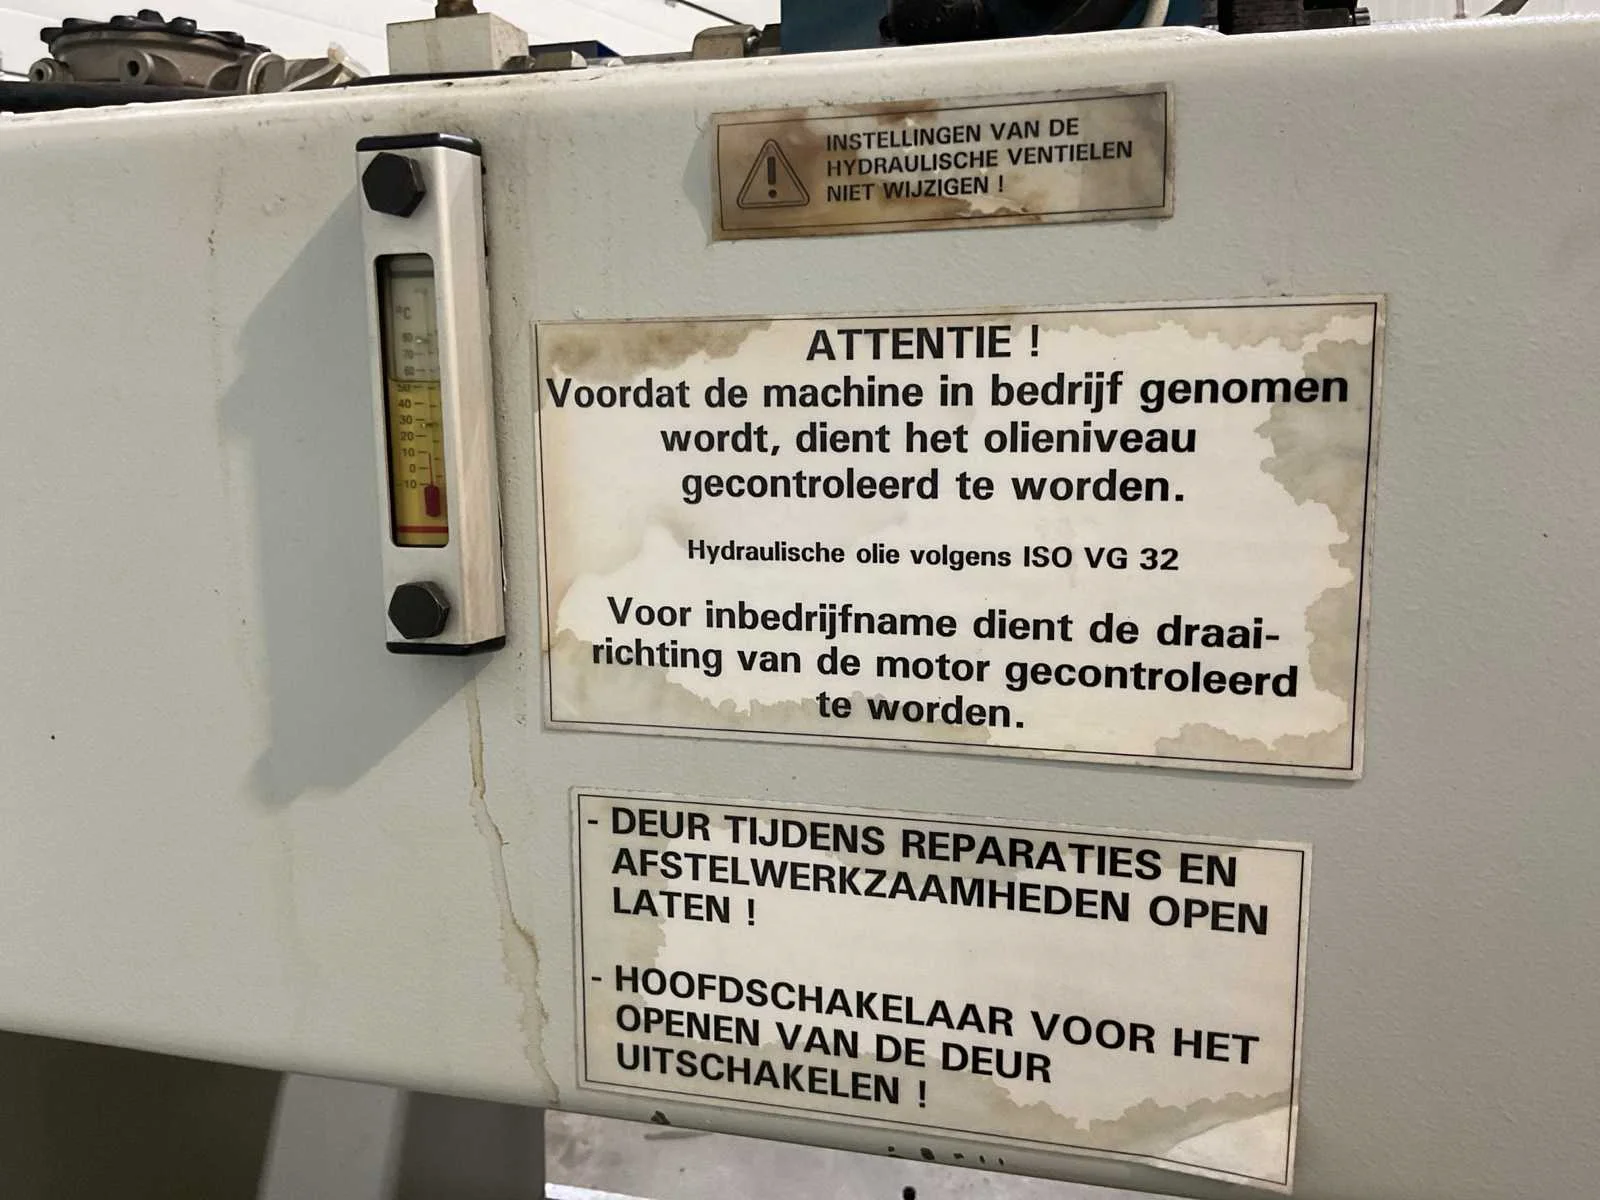 INSTELLINGEN VAN DE
HYDRAULISCHE VENTIELEN
NIET WIJZIGEN !
°C
80
70
60
50
40
30
20
10
0
-10
ATTENTIE !
Voordat de machine in bedrijf genomen
wordt, dient het olieniveau
gecontroleerd te worden.
Hydraulische olie volgens ISO VG 32
Voor inbedrijfname dient de draai-
richting van de motor gecontroleerd
te worden.
- DEUR TIJDENS REPARATIES EN
AFSTELWERKZAAMHEDEN OPEN
LATEN !
- HOOFDSCHAKELAAR VOOR HET
OPENEN VAN DE DEUR
UITSCHAKELEN !